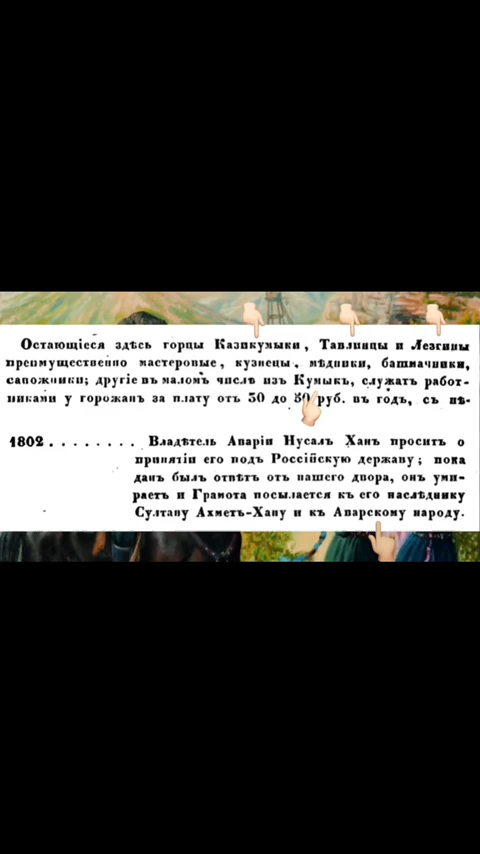 Остающіеся здѣсь горцы Казикумыки, Тавлинцы и Лезгины
преимущественно мастеровые, кузнецы, мѣдники, башмачники,
сапожники; другіе въ маломъ числѣ изъ Кумыкъ, служатъ работ-
никами у горожанъ за плату отъ 30 до 50 руб. въ годъ, съ
1802 . . . . . . . . Владѣтель Аваріи Нусалъ Ханъ проситъ о
принятіи его подъ Россійскую державу; пока
данъ былъ отвѣтъ отъ нашего двора, онъ уми-
раетъ и Грамота посылается къ его наслѣднику
Султану Ахметъ-Хану и къ Аварскому народу.